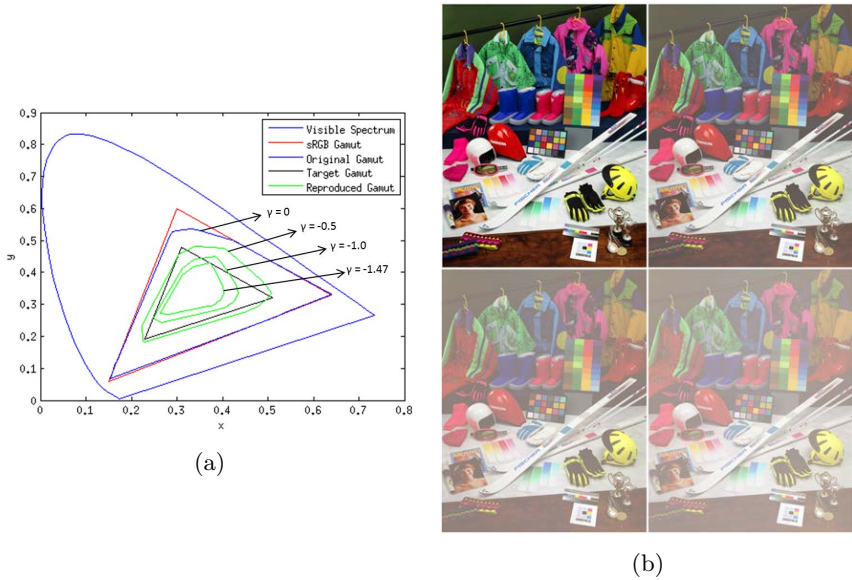 0.9
0.8
0.7
0.6
0.5
0.4
0.3
0.2
0.1
0
y
0 0.1 0.2 0.3 0.4 0.5 0.6 0.7 0.8
x
Visible Spectrum
sRGB Gamut
Original Gamut
Target Gamut
Reproduced Gamut
γ = 0
γ = -0.5
γ = -1.0
γ = -1.47
(a)
(b)